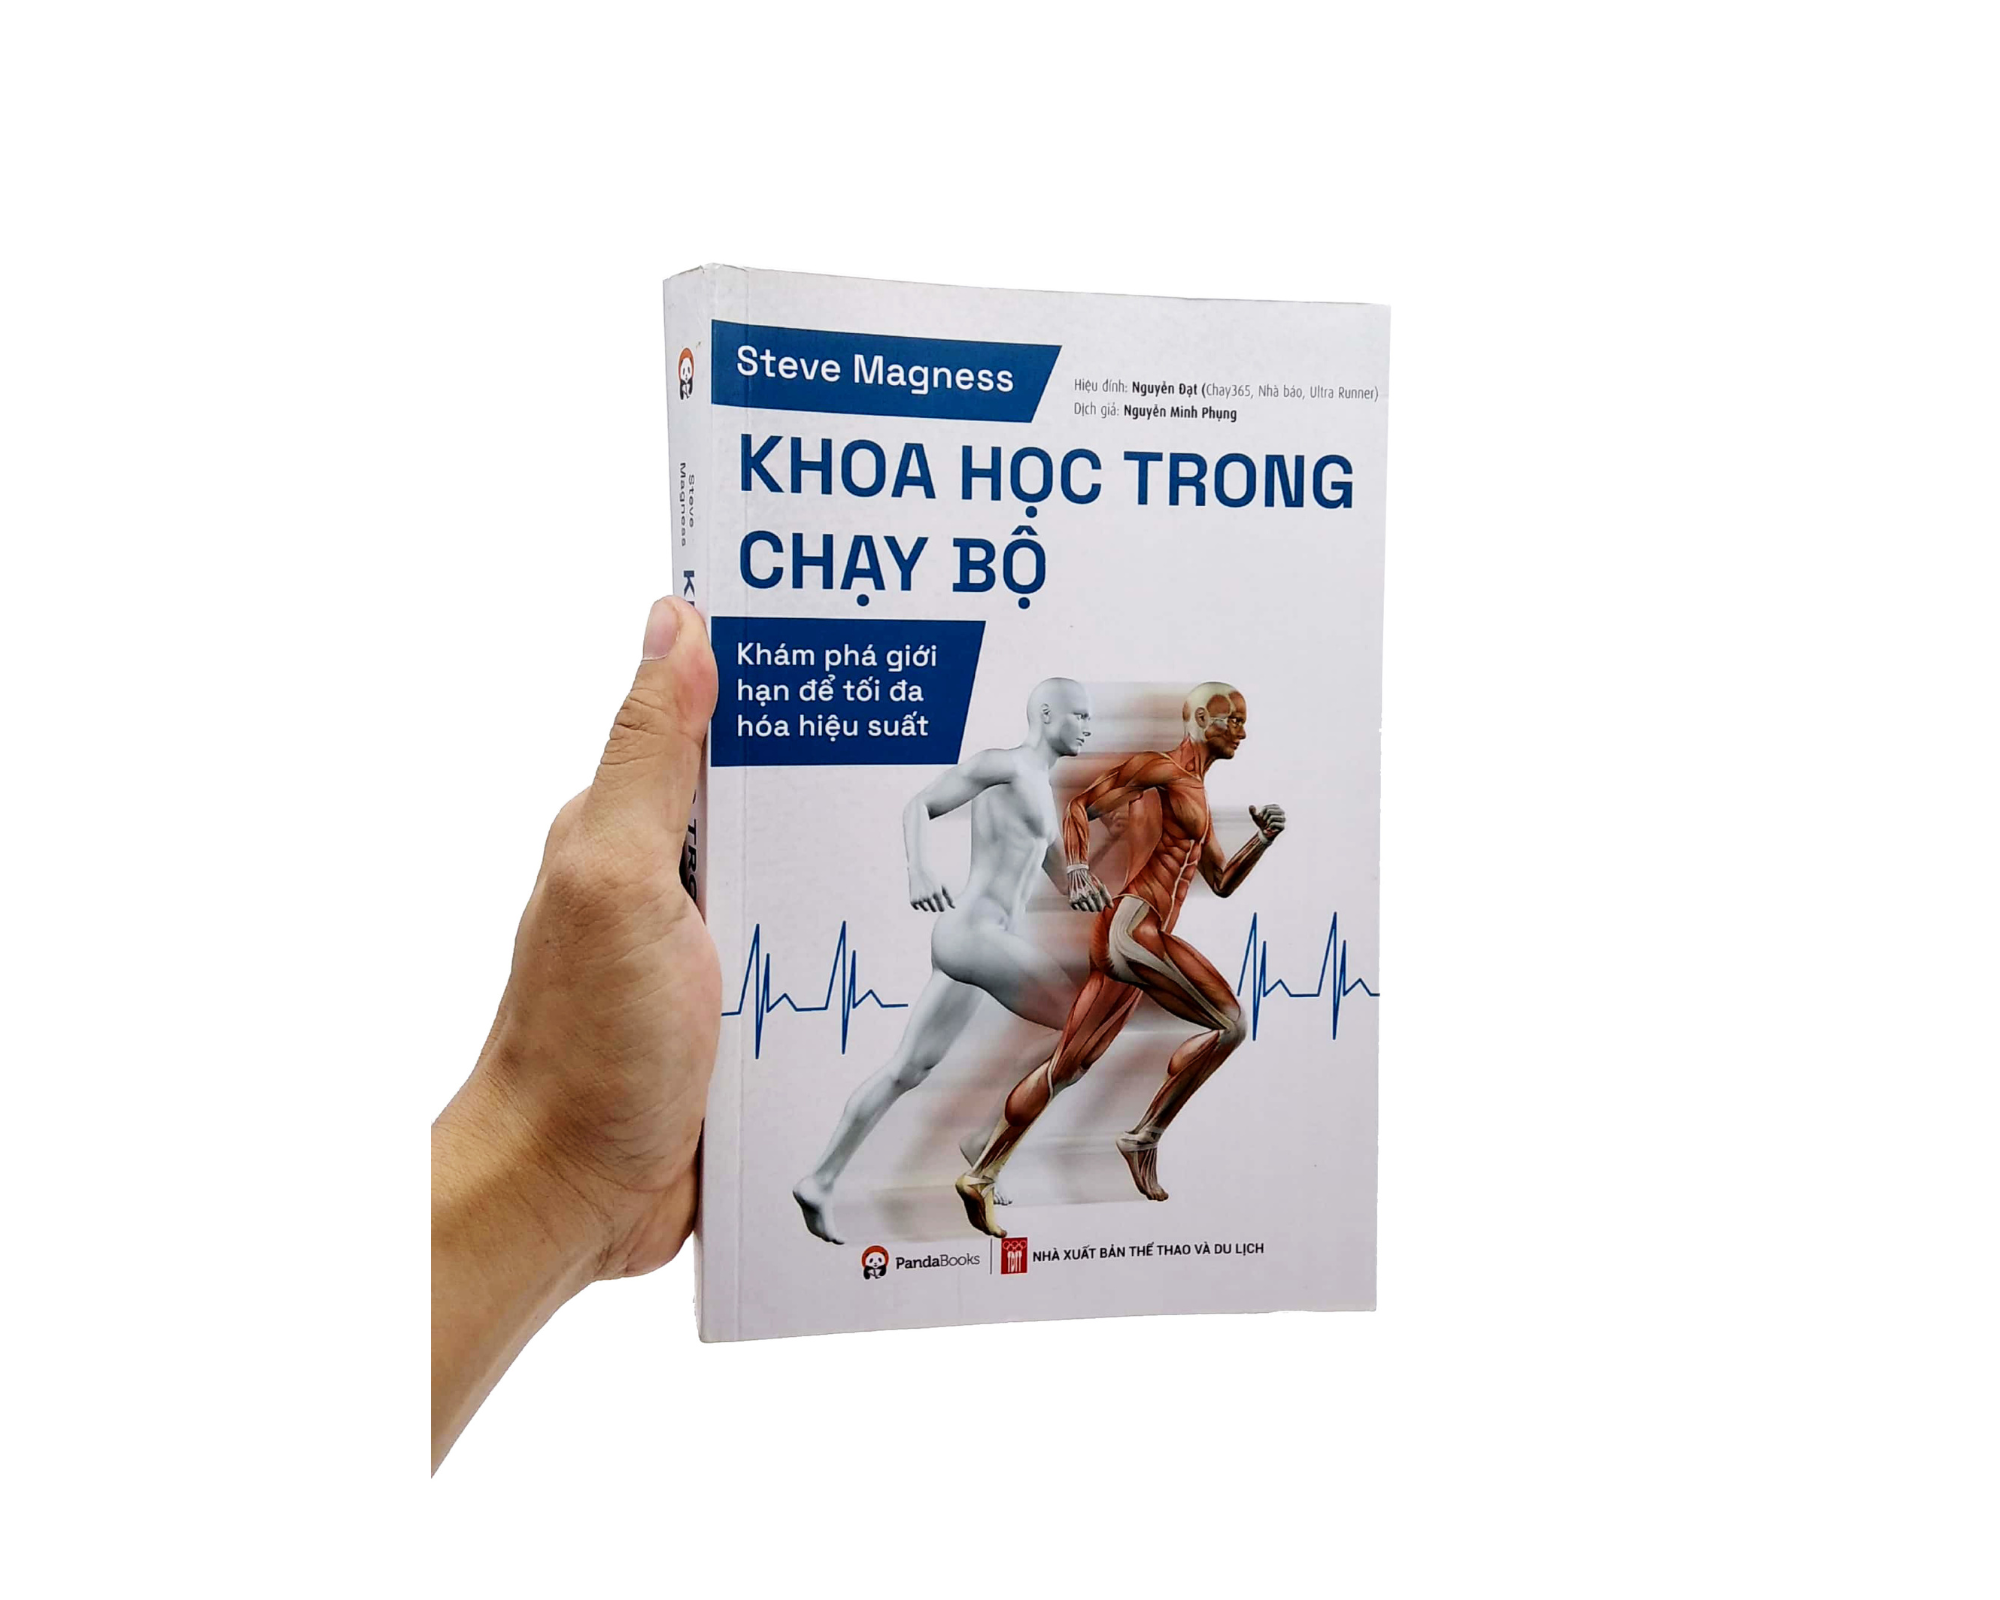 Steve Magness
Hiệu đính: Nguyễn Đạt (Chay365, Nhà báo, Ultra Runner)
Dịch giả: Nguyễn Minh Phụng
KHOA HỌC TRONG
CHẠY BỘ
Khám phá giới
hạn để tối đa
hóa hiệu suất
PandaBooks
NHÀ XUẤT BẢN THỂ THAO VÀ DU LỊCH
Steve
Magness